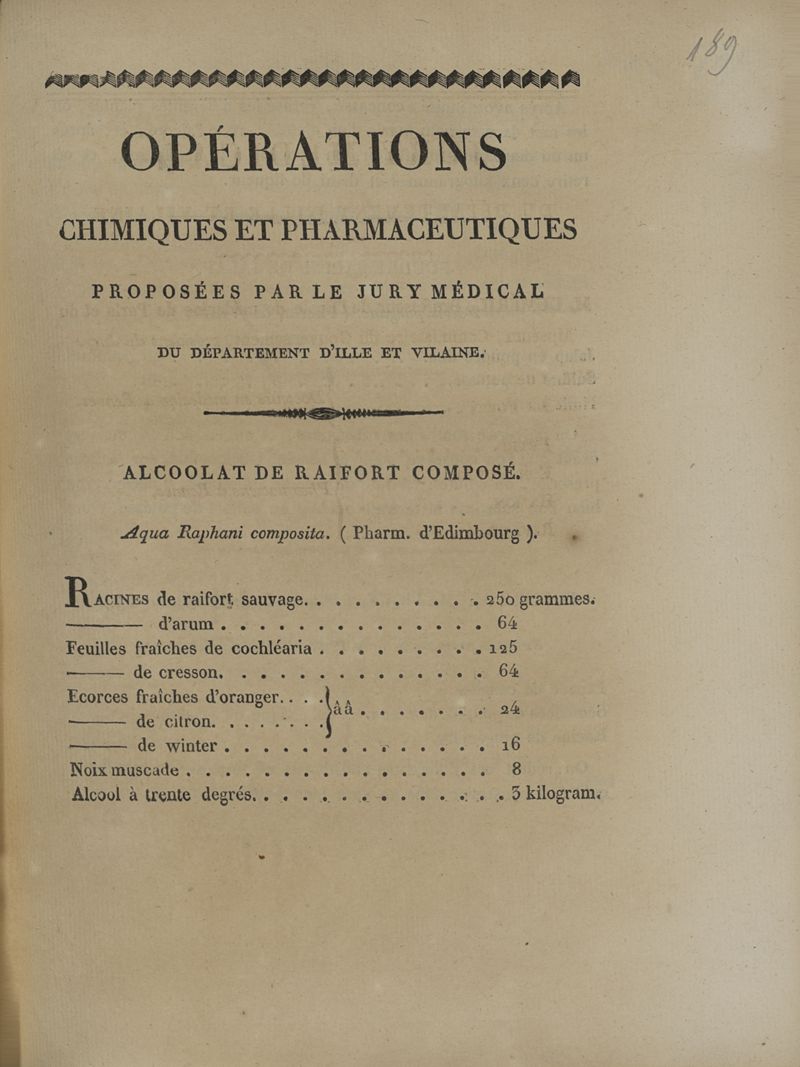 189
OPÉRATIONS
CHIMIQUES ET PHARMACEUTIQUES
PROPOSÉES PAR LE JURY MÉDICAL
DU DÉPARTEMENT D'ILLE ET VILAINE.
ALCOOLAT DE RAIFORT COMPOSÉ.
Aqua Raphani composita. ( Pharm. d'Edimbourg ).
RACINES de raifort sauvage. . . . . . . . . . 250 grammes.
——— d'arum . . . . . . . . . . . . . . 64
Feuilles fraîches de cochléaria . . . . . . . . . 125
——— de cresson. . . . . . . . . . . . . . 64
Ecorces fraîches d'oranger. . . . } àà . . . . . . . 24
——— de citron. . . . . . . }
——— de winter . . . . . . . . . . . . . . 16
Noix muscade . . . . . . . . . . . . . . . . 8
Alcool à trente degrés. . . . . . . . . . . . . . 3 kilogram.